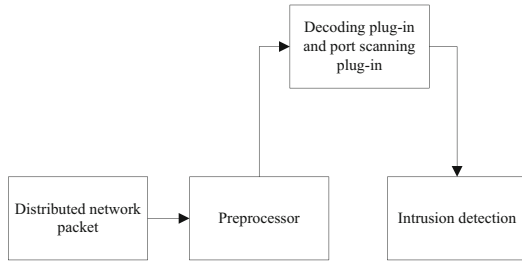 Decoding plug-in
and port scanning
plug-in
Distributed network
packet
Preprocessor
Intrusion detection